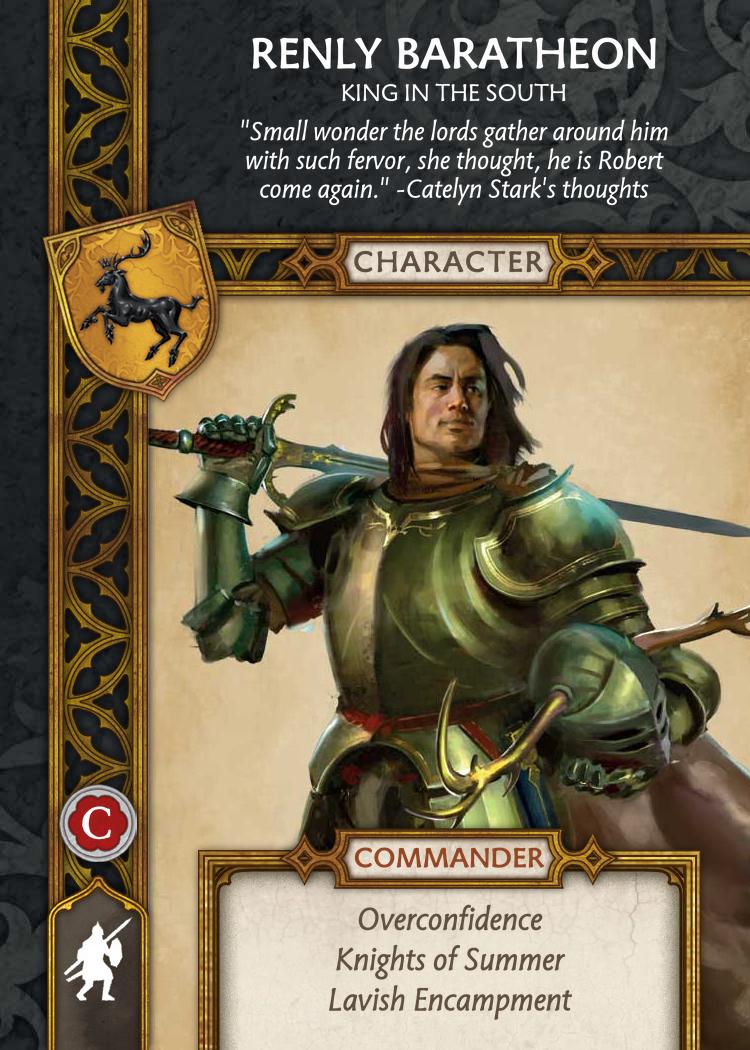 RENLY BARATHEON
KING IN THE SOUTH
"Small wonder the lords gather around him
with such fervor, she thought, he is Robert
come again." -Catelyn Stark's thoughts
CHARACTER
C
COMMANDER
Overconfidence
Knights of Summer
Lavish Encampment